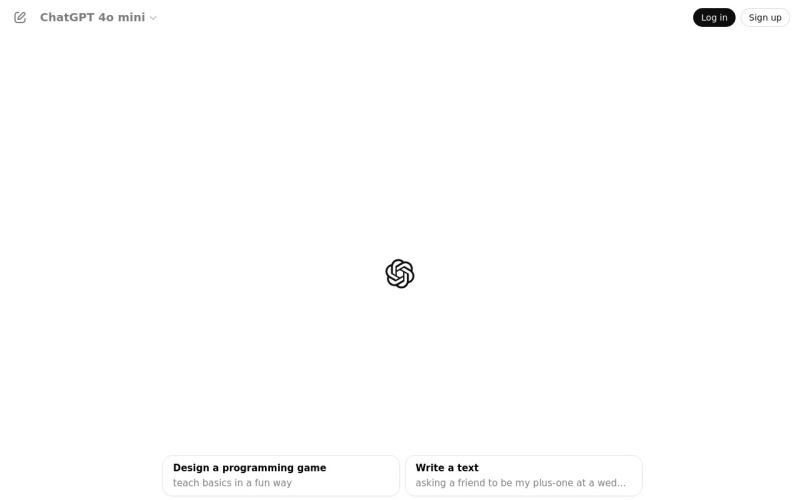 ChatGPT 4o mini
Log in
Sign up
Design a programming game
teach basics in a fun way
Write a text
asking a friend to be my plus-one at a wed...